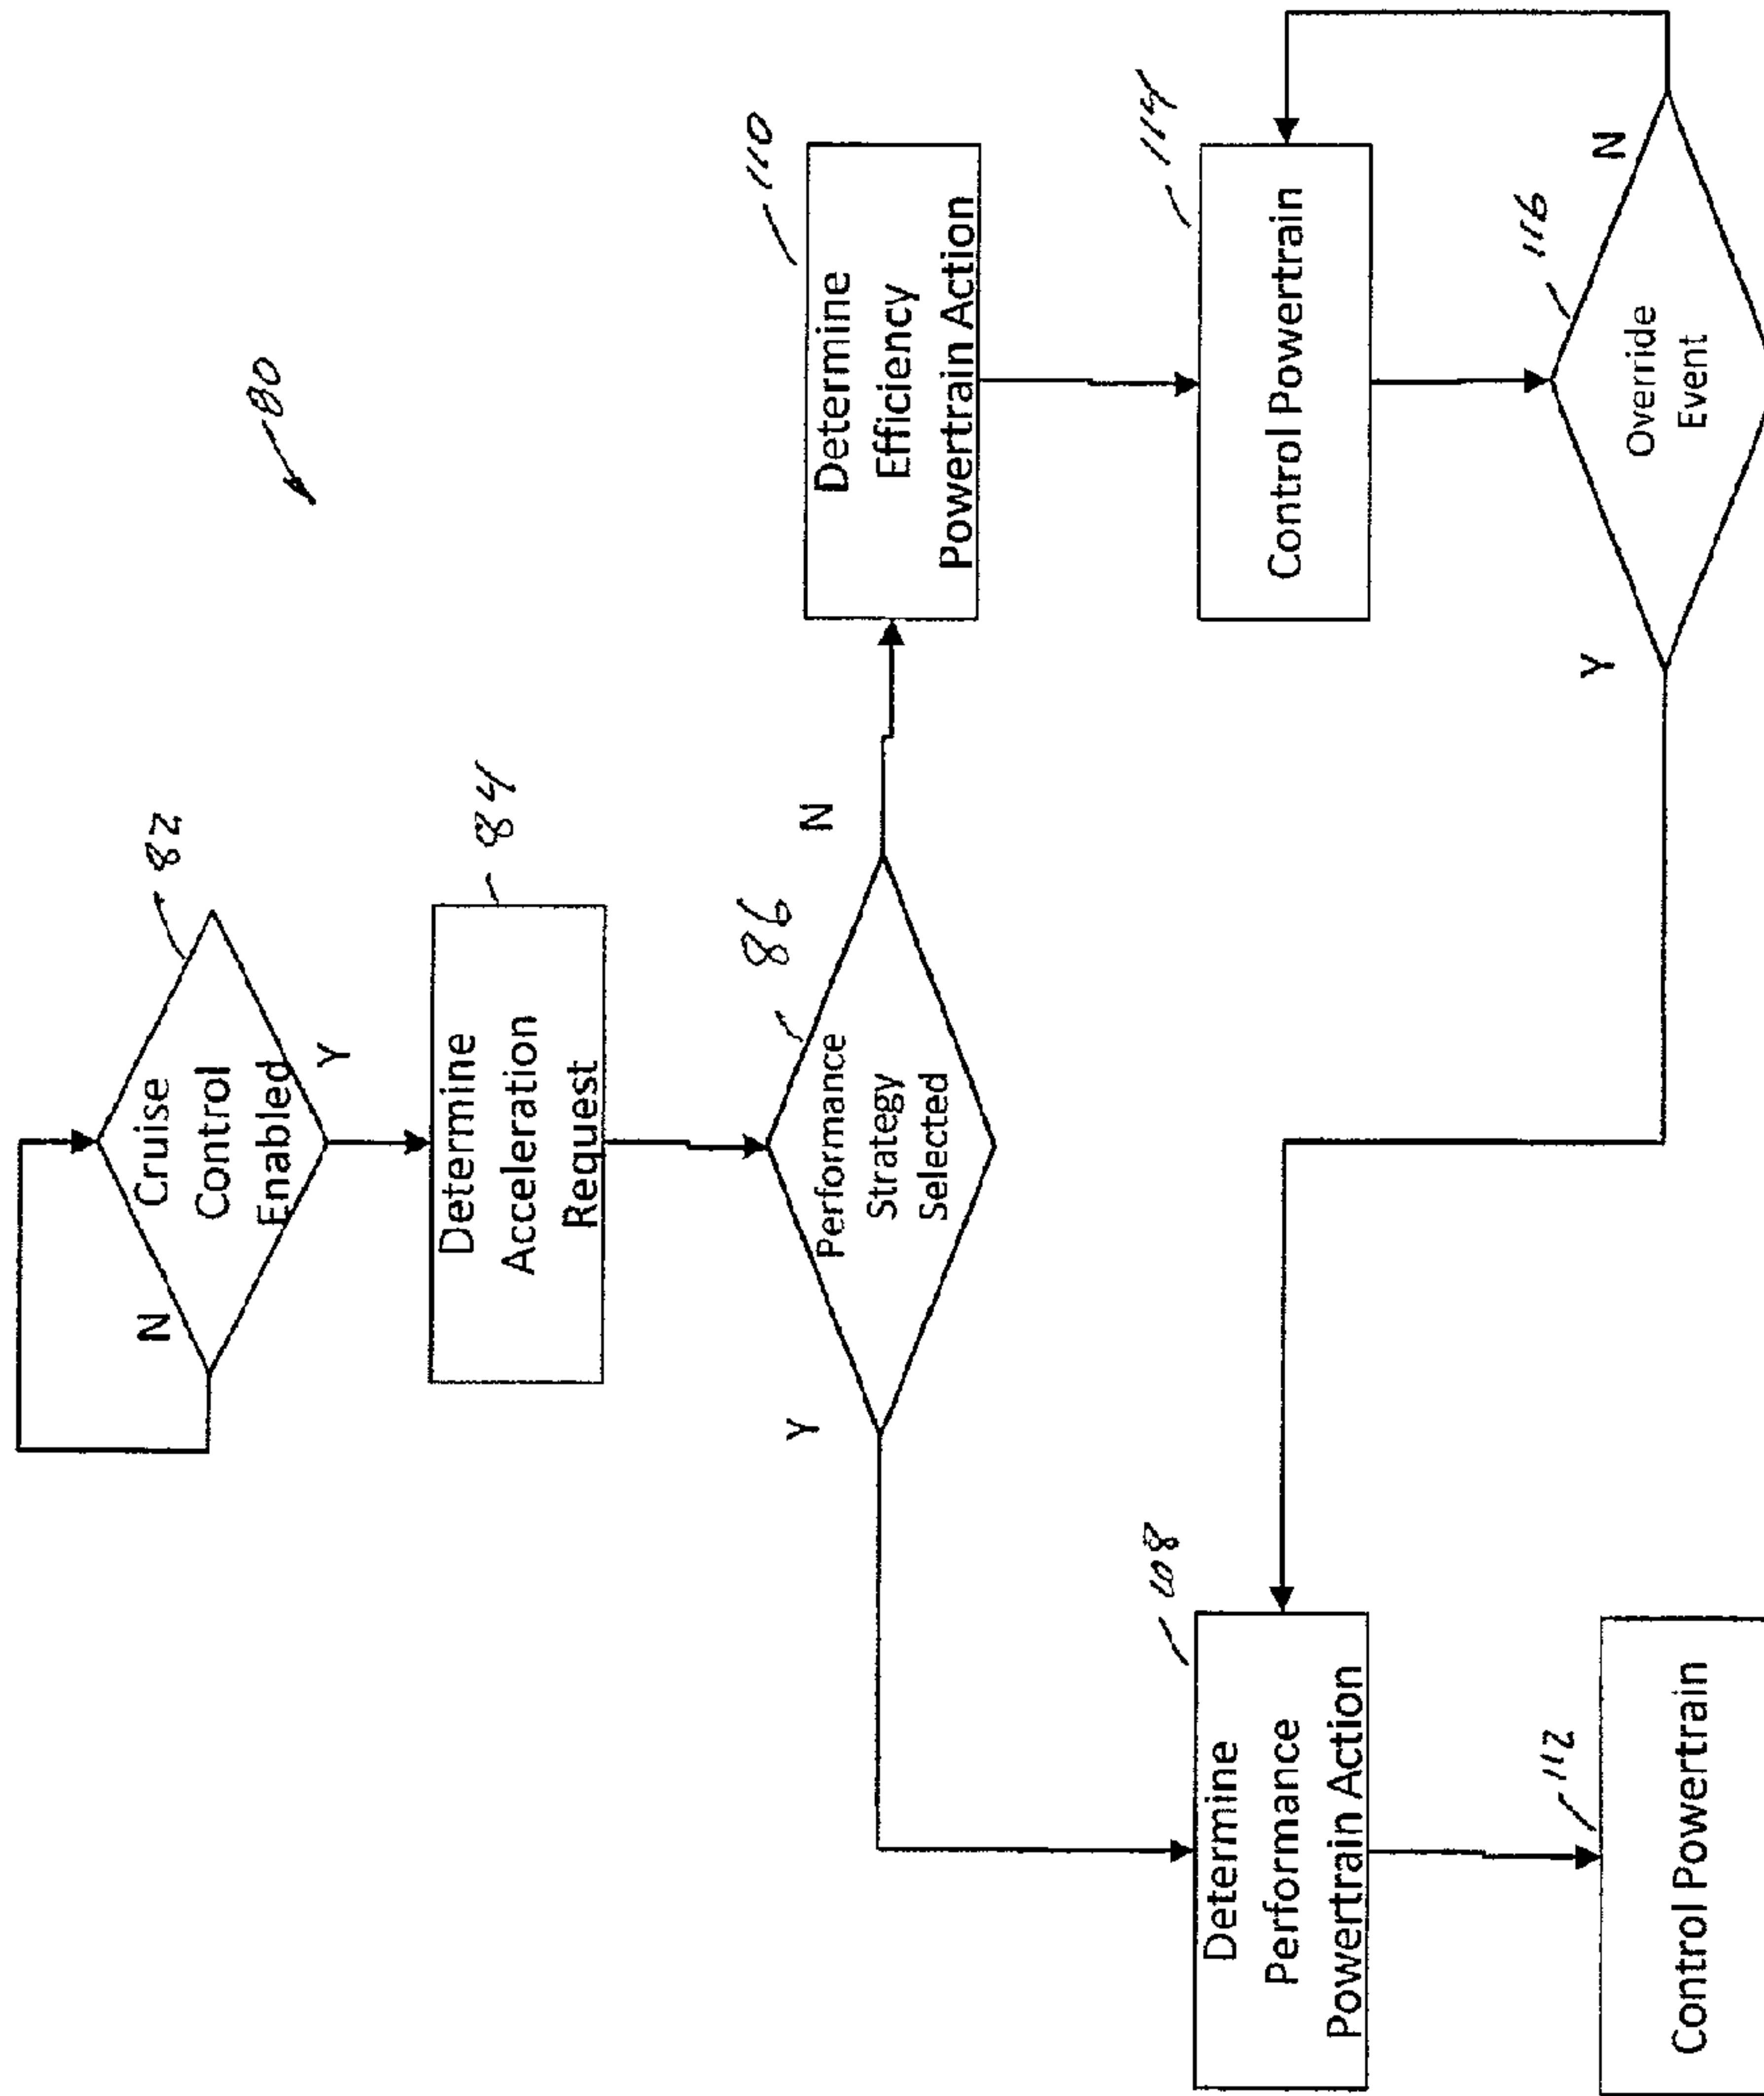 80
82
Cruise
Control
Enabled
N
Y
84
Determine
Acceleration
Request
86
Performance
Strategy
Selected
Y
N
110
Determine
Efficiency
Powertrain Action
108
Determine
Performance
Powertrain Action
114
Control Powertrain
112
Control Powertrain
116
Override
Event
Y
N